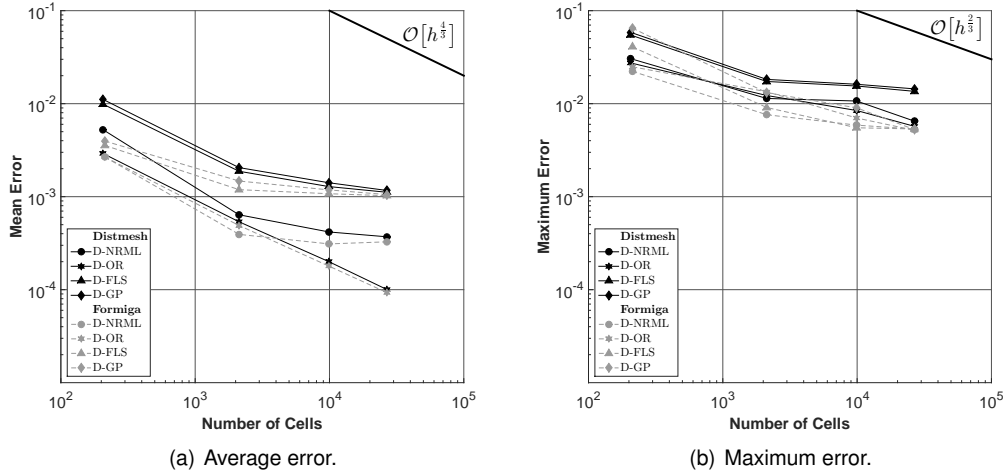 10^{-1}
10^{-2}
10^{-3}
10^{-4}
Mean Error
O[h^{4/3}]
Distmesh
D-NRML
D-OR
D-FLS
D-GP
Formiga
D-NRML
D-OR
D-FLS
D-GP
10^2
10^3
10^4
10^5
Number of Cells
(a) Average error.
10^{-1}
10^{-2}
10^{-3}
10^{-4}
Maximum Error
O[h^{2/3}]
Distmesh
D-NRML
D-OR
D-FLS
D-GP
Formiga
D-NRML
D-OR
D-FLS
D-GP
10^2
10^3
10^4
10^5
Number of Cells
(b) Maximum error.